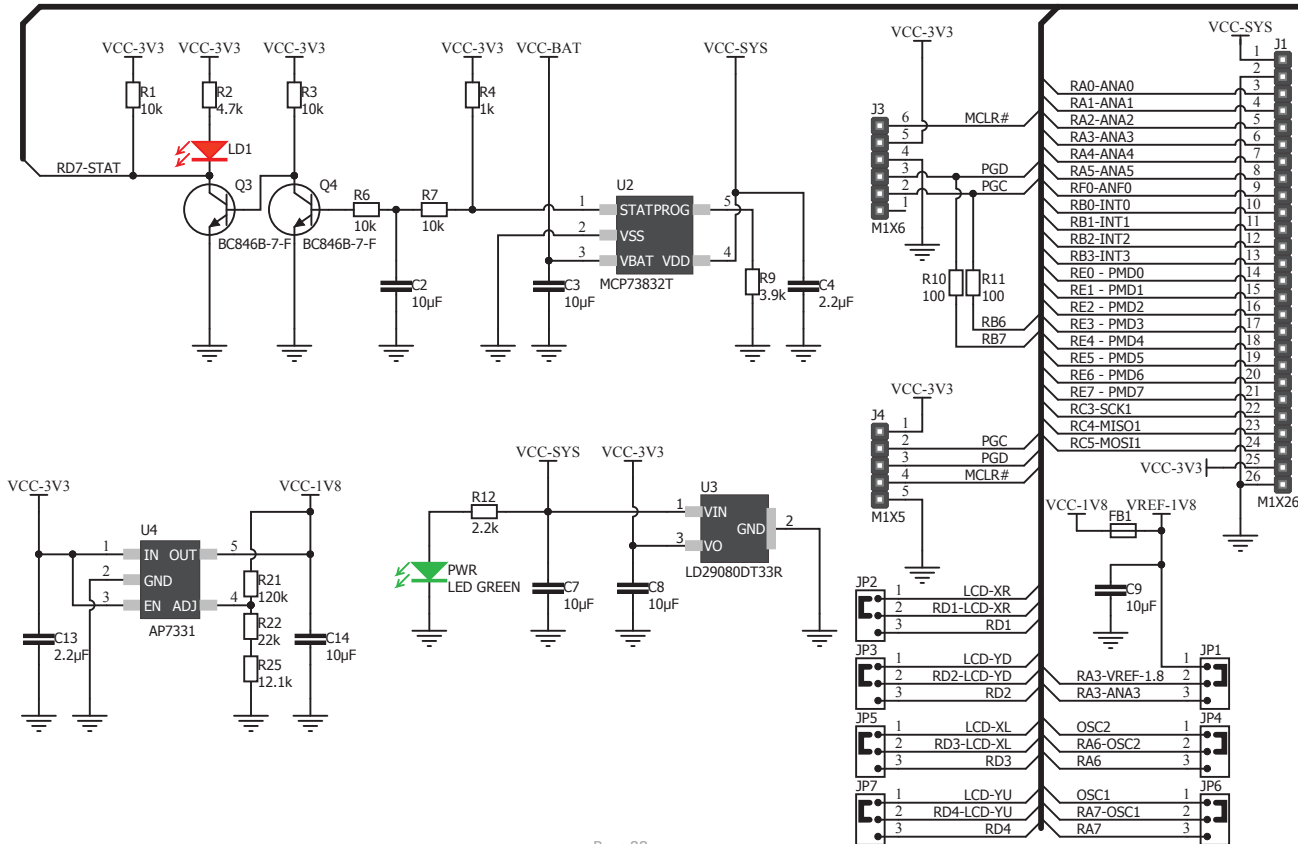 VCC-3V3 VCC-3V3 VCC-3V3 VCC-3V3 VCC-BAT VCC-SYS
R1
10k
R2
4.7k
R3
10k
R4
1k
LD1
RD7-STAT
Q3
BC846B-7-F
Q4
BC846B-7-F
R6
10k
R7
10k
C2
10µF
C3
10µF
U2
1 STAT PROG 5
2 VSS
3 VBAT VDD 4
MCP73832T
R9
3.9k
C4
2.2µF
VCC-3V3
J3
6 MCLR#
5
4
3 PGD
2 PGC
1
M1X6
R10
100
R11
100
RB6
RB7
VCC-SYS
J1
1
2
RA0-ANA0 3
RA1-ANA1 4
RA2-ANA2 5
RA3-ANA3 6
RA4-ANA4 7
RA5-ANA5 8
RF0-ANF0 9
RB0-INT0 10
RB1-INT1 11
RB2-INT2 12
RB3-INT3 13
RE0 - PMD0 14
RE1 - PMD1 15
RE2 - PMD2 16
RE3 - PMD3 17
RE4 - PMD4 18
RE5 - PMD5 19
RE6 - PMD6 20
RE7 - PMD7 21
RC3-SCK1 22
RC4-MISO1 23
RC5-MOSI1 24
VCC-3V3 25
26
M1X26
VCC-3V3
J4
1
2 PGC
3 PGD
4 MCLR#
5
M1X5
VCC-3V3
VCC-1V8
U4
1 IN OUT 5
2 GND
3 EN ADJ 4
AP7331
C13
2.2µF
R21
120k
R22
22k
R25
12.1k
C14
10µF
VCC-SYS VCC-3V3
R12
2.2k
PWR
LED GREEN
C7
10µF
C8
10µF
U3
1 VIN
GND 2
3 VO
LD29080DT33R
VCC-1V8 VREF-1V8
FB1
C9
10µF
JP2
1 LCD-XR
2 RD1-LCD-XR
3 RD1
JP3
1 LCD-YD
2 RD2-LCD-YD
3 RD2
JP5
1 LCD-XL
2 RD3-LCD-XL
3 RD3
JP7
1 LCD-YU
2 RD4-LCD-YU
3 RD4
JP1
1
RA3-VREF-1.8 2
RA3-ANA3 3
JP4
OSC2 1
RA6-OSC2 2
RA6 3
JP6
OSC1 1
RA7-OSC1 2
RA7 3